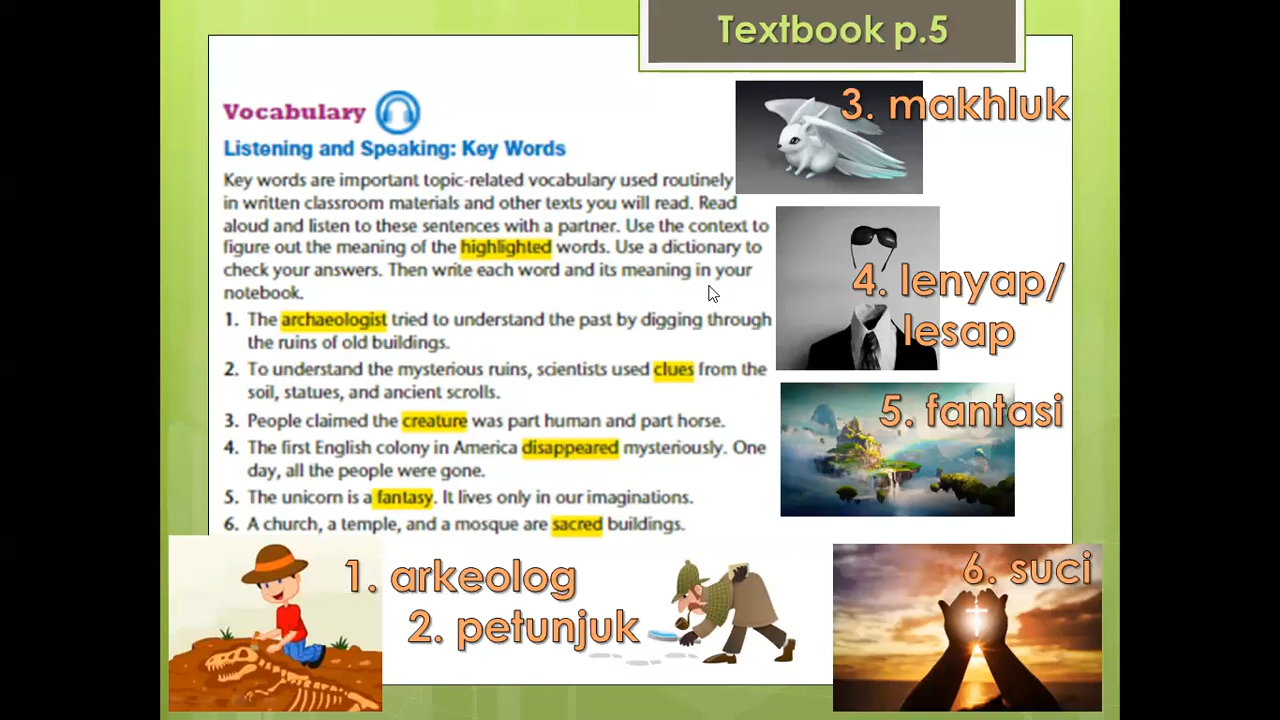 Textbook p.5
Vocabulary
Listening and Speaking: Key Words
Key words are important topic-related vocabulary used routinely
in written classroom materials and other texts you will read. Read
aloud and listen to these sentences with a partner. Use the context to
figure out the meaning of the highlighted words. Use a dictionary to
check your answers. Then write each word and its meaning in your
notebook.
1. The archaeologist tried to understand the past by digging through
the ruins of old buildings.
2. To understand the mysterious ruins, scientists used clues from the
soil, statues, and ancient scrolls.
3. People claimed the creature was part human and part horse.
4. The first English colony in America disappeared mysteriously. One
day, all the people were gone.
5. The unicorn is a fantasy. It lives only in our imaginations.
6. A church, a temple, and a mosque are sacred buildings.
3. makhluk
4. lenyap/
lesap
5. fantasi
1. arkeolog
2. petunjuk
6. suci